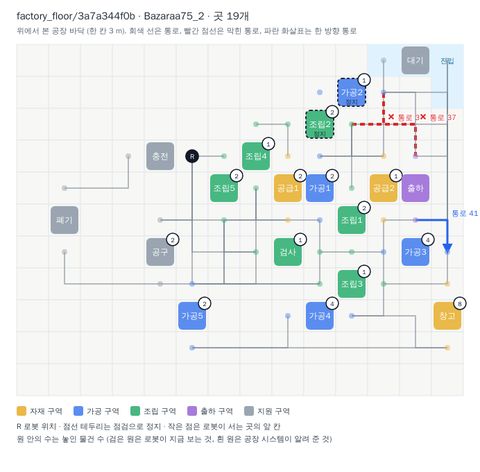 factory_floor/3a7a344f0b · Bazaraa75_2 · 곳 19개
위에서 본 공장 바닥 (한 칸 3 m). 회색 선은 통로, 빨간 점선은 막힌 통로, 파란 화살표는 한 방향 통로
대기
진입
1
가공2
정지
2
조립2
정지
✕ 통로 3
✕ 통로 37
충전
R
1
조립4
2
조립5
2
공급1
2
가공1
1
공급2
출하
폐기
2
조립1
통로 41
2
공구
1
검사
4
가공3
1
조립3
2
가공5
4
가공4
8
창고
자재 구역
가공 구역
조립 구역
출하 구역
지원 구역
R 로봇 위치 · 점선 테두리는 점검으로 정지 · 작은 점은 로봇이 서는 곳의 앞 칸
원 안의 수는 놓인 물건 수 (검은 원은 로봇이 지금 보는 것, 흰 원은 공장 시스템이 알려 준 것)